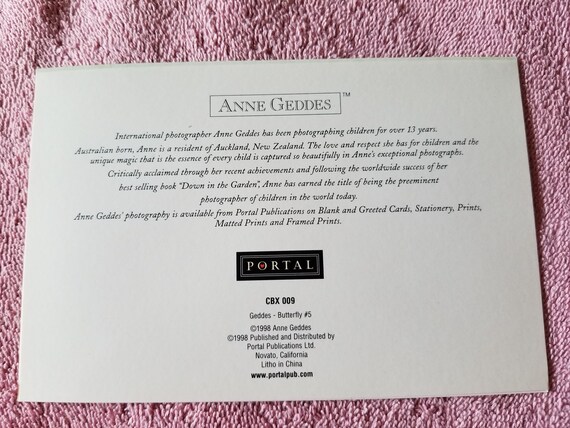 ANNE GEDDES™
International photographer Anne Geddes has been photographing children for over 13 years.
Australian born, Anne is a resident of Auckland, New Zealand. The love and respect she has for children and the
unique magic that is the essence of every child is captured so beautifully in Anne's exceptional photographs.
Critically acclaimed through her recent achievements and following the worldwide success of her
best selling book "Down in the Garden", Anne has earned the title of being the preeminent
photographer of children in the world today.
Anne Geddes' photography is available from Portal Publications on Blank and Greeted Cards, Stationery, Prints,
Matted Prints and Framed Prints.
PORTAL
CBX 009
Geddes - Butterfly #5
©1998 Anne Geddes
©1998 Published and Distributed by
Portal Publications Ltd.
Novato, California
Litho in China
www.portalpub.com